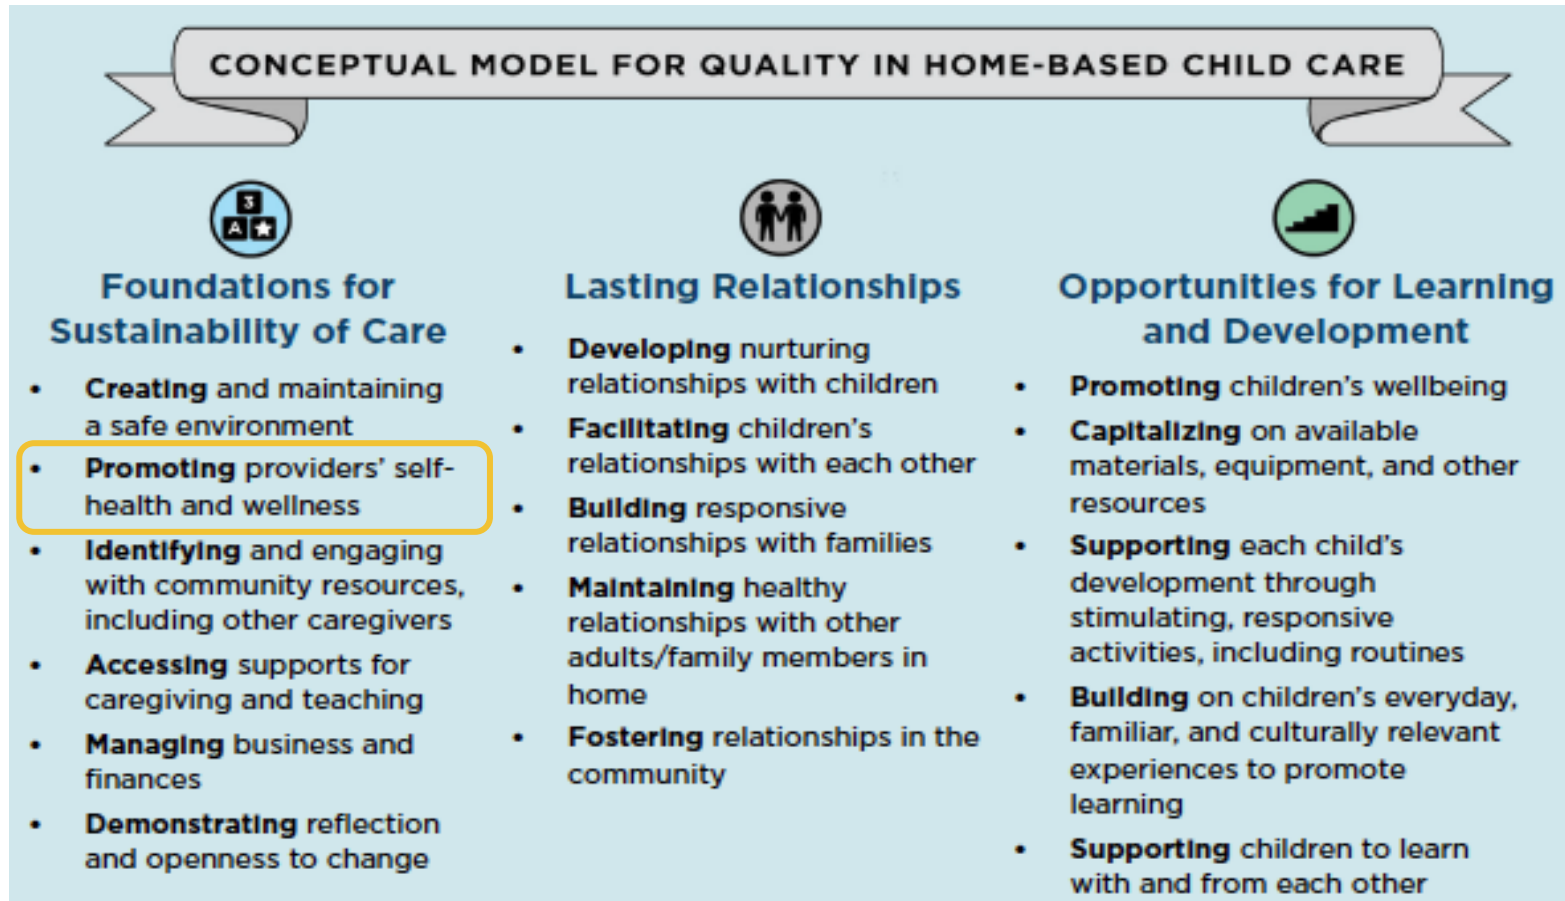 CONCEPTUAL MODEL FOR QUALITY IN HOME-BASED CHILD CARE
3
A
Foundations for
Sustainability of Care
• Creating and maintaining
a safe environment
• Promoting providers’ self-
health and wellness
• Identifying and engaging
with community resources,
including other caregivers
• Accessing supports for
caregiving and teaching
• Managing business and
finances
• Demonstrating reflection
and openness to change
Lasting Relationships
• Developing nurturing
relationships with children
• Facilitating children’s
relationships with each other
• Building responsive
relationships with families
• Maintaining healthy
relationships with other
adults/family members in
home
• Fostering relationships in the
community
Opportunities for Learning
and Development
• Promoting children’s wellbeing
• Capitalizing on available
materials, equipment, and other
resources
• Supporting each child’s
development through
stimulating, responsive
activities, including routines
• Building on children’s everyday,
familiar, and culturally relevant
experiences to promote
learning
• Supporting children to learn
with and from each other